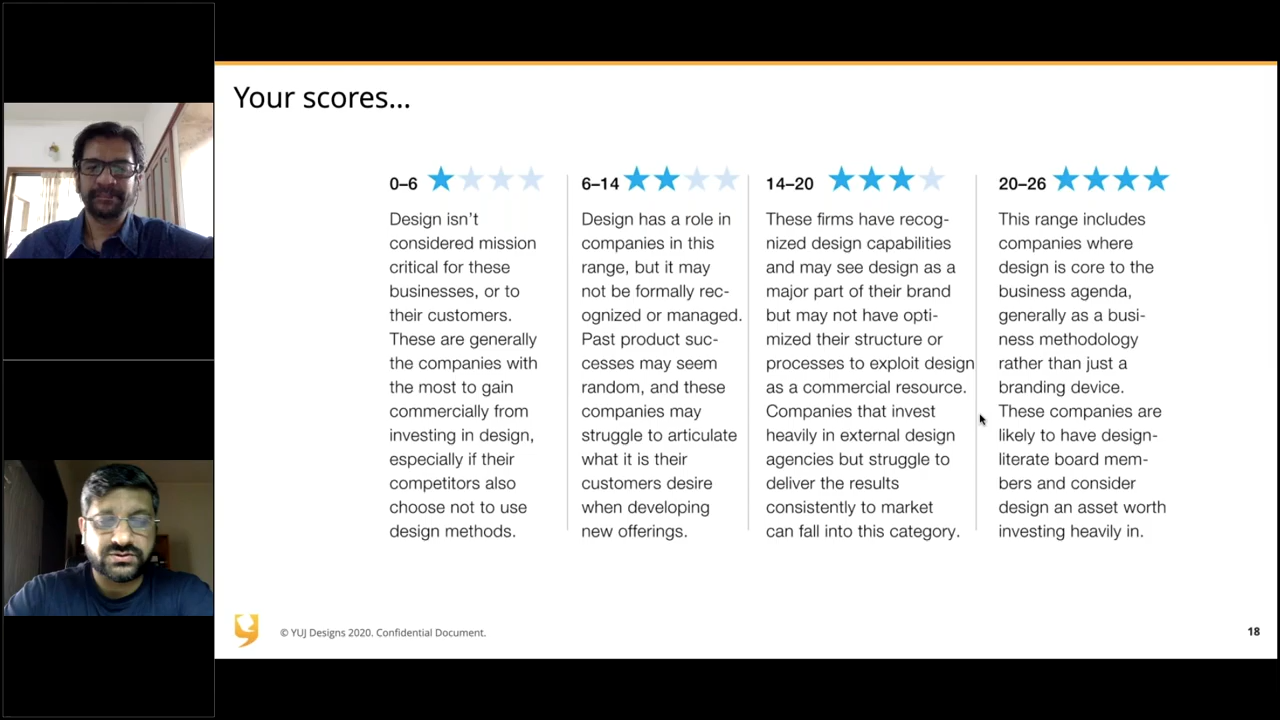 Your scores...
0–6
Design isn't
considered mission
critical for these
businesses, or to
their customers.
These are generally
the companies with
the most to gain
commercially from
investing in design,
especially if their
competitors also
choose not to use
design methods.
6–14
Design has a role in
companies in this
range, but it may
not be formally rec-
ognized or managed.
Past product suc-
cesses may seem
random, and these
companies may
struggle to articulate
what it is their
customers desire
when developing
new offerings.
14–20
These firms have recog-
nized design capabilities
and may see design as a
major part of their brand
but may not have opti-
mized their structure or
processes to exploit design
as a commercial resource.
Companies that invest
heavily in external design
agencies but struggle to
deliver the results
consistently to market
can fall into this category.
20–26
This range includes
companies where
design is core to the
business agenda,
generally as a busi-
ness methodology
rather than just a
branding device.
These companies are
likely to have design-
literate board mem-
bers and consider
design an asset worth
investing heavily in.
© YUJ Designs 2020. Confidential Document.
18